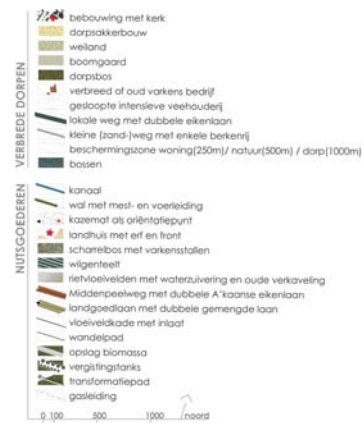 VERBREDE DORPEN
bebouwing met kerk
dorpsakkerbouw
weiland
boomgaard
dorpsbos
verbreed of oud varkens bedrijf
gesloopte intensieve veehouderij
lokale weg met dubbele eikenlaan
kleine (zand-)weg met enkele berkenrij
beschermingszone woning(250m)/ natuur(500m) / dorp(1000m)
bossen
NUTSGOEDEREN
kanaal
wal met mest- en voerleiding
kazemat als oriëntatiepunt
landhuis met erf en front
scharrelbos met varkensstallen
wilgenteelt
rietvloeivelden met waterzuivering en oude verkaveling
Middenpeelweg met dubbele A'kaanse eikenlaan
landgoedlaan met dubbele gemengde laan
vloeiveldkade met inlaat
wandelpad
opslag biomassa
vergistingstanks
transformatiepad
gasleiding
0 100 500 1000 noord